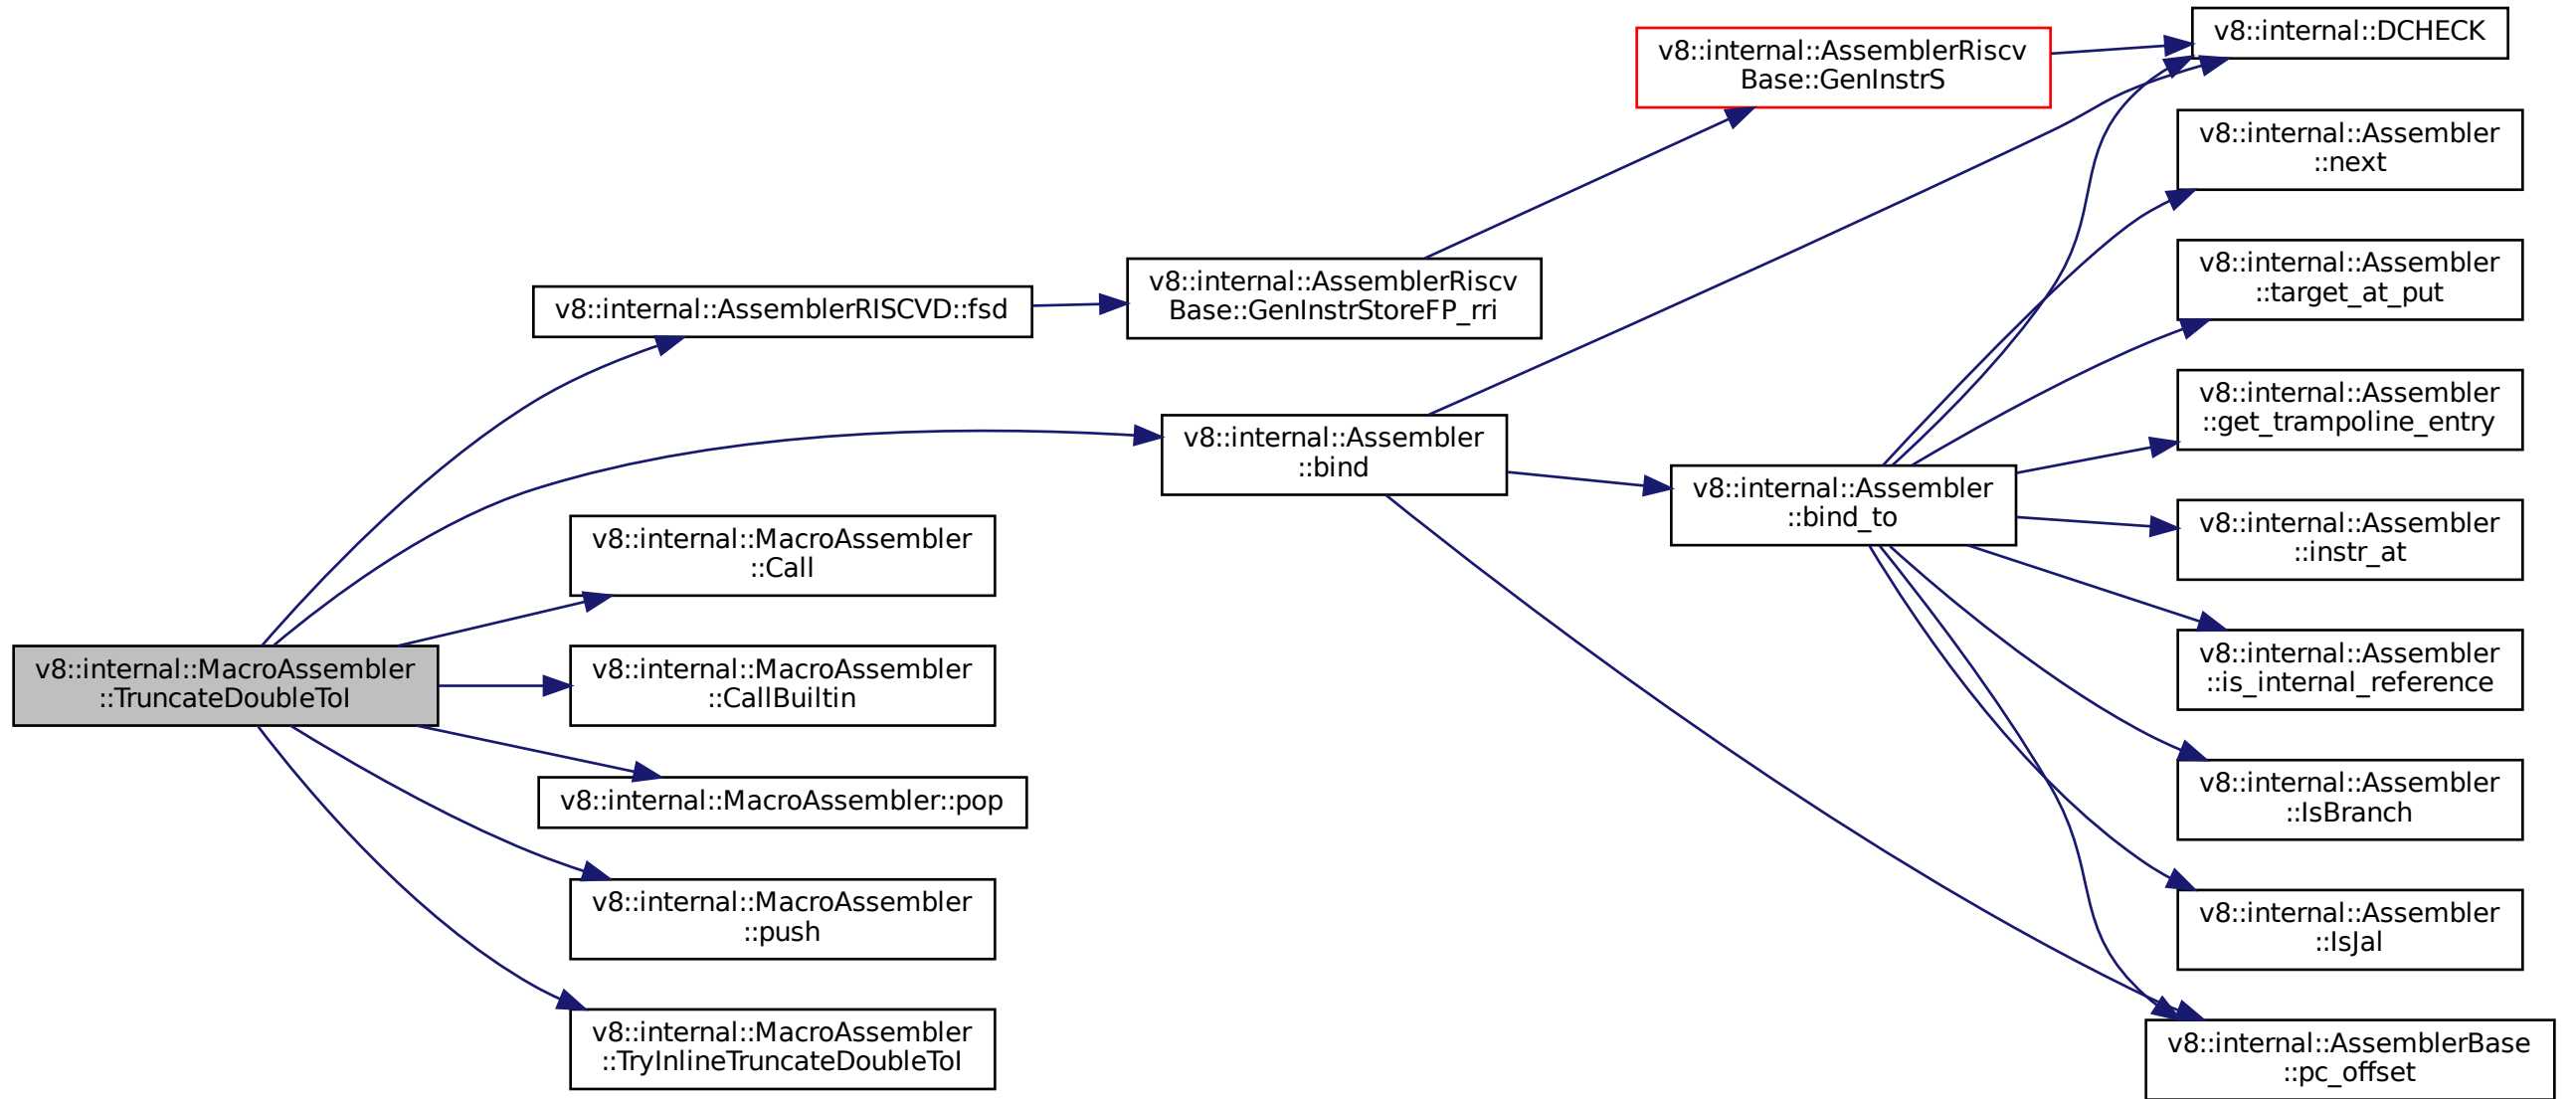 v8::internal::MacroAssembler
::TruncateDoubleToI
v8::internal::AssemblerRISCVD::fsd
v8::internal::AssemblerRiscv
Base::GenInstrStoreFP_rri
v8::internal::AssemblerRiscv
Base::GenInstrS
v8::internal::DCHECK
v8::internal::Assembler
::bind
v8::internal::Assembler
::bind_to
v8::internal::Assembler
::next
v8::internal::Assembler
::target_at_put
v8::internal::Assembler
::get_trampoline_entry
v8::internal::Assembler
::instr_at
v8::internal::Assembler
::is_internal_reference
v8::internal::Assembler
::IsBranch
v8::internal::Assembler
::IsJal
v8::internal::AssemblerBase
::pc_offset
v8::internal::MacroAssembler
::Call
v8::internal::MacroAssembler
::CallBuiltin
v8::internal::MacroAssembler::pop
v8::internal::MacroAssembler
::push
v8::internal::MacroAssembler
::TryInlineTruncateDoubleToI